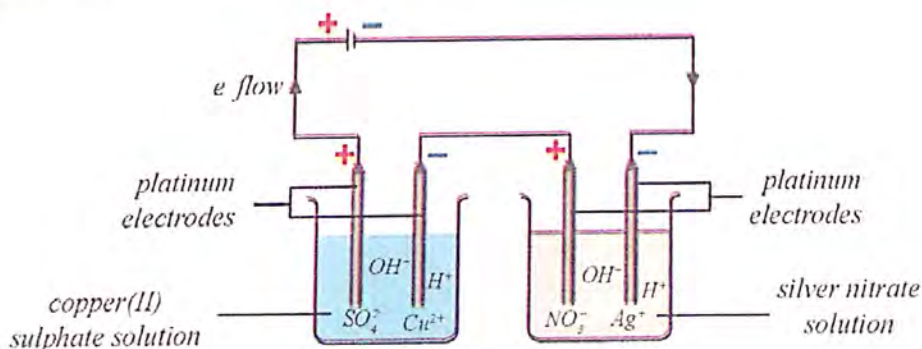 + −
e flow
+ − + −
platinum
electrodes
platinum
electrodes
OH⁻
H⁺
OH⁻
H⁺
copper(II)
sulphate solution
SO₄²⁻ Cu²⁺
NO₃⁻ Ag⁺
silver nitrate
solution